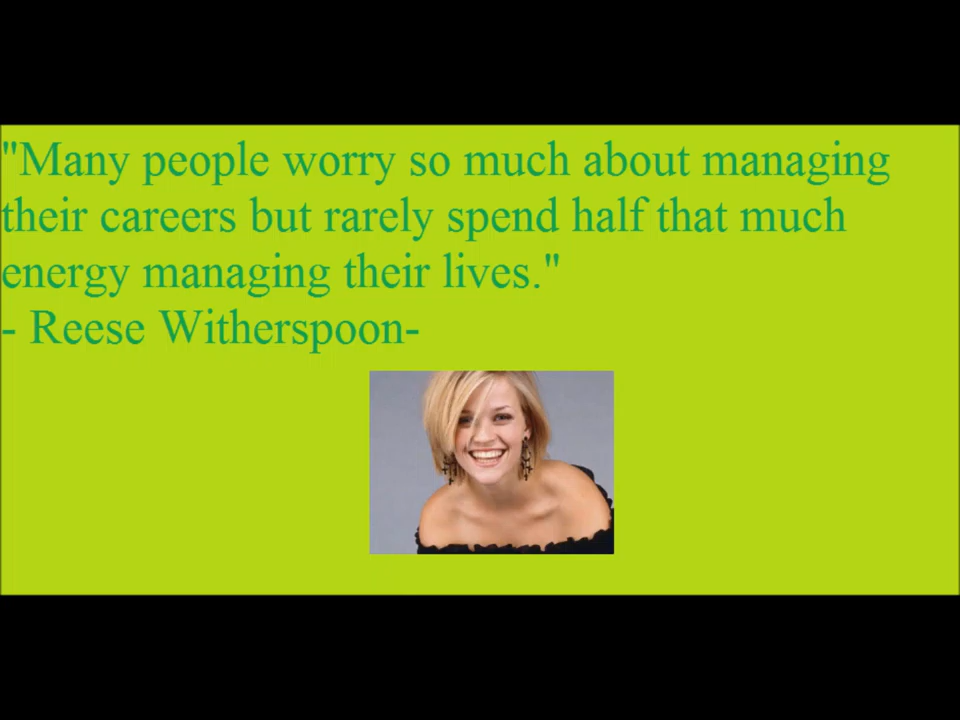 "Many people worry so much about managing
their careers but rarely spend half that much
energy managing their lives."
- Reese Witherspoon-